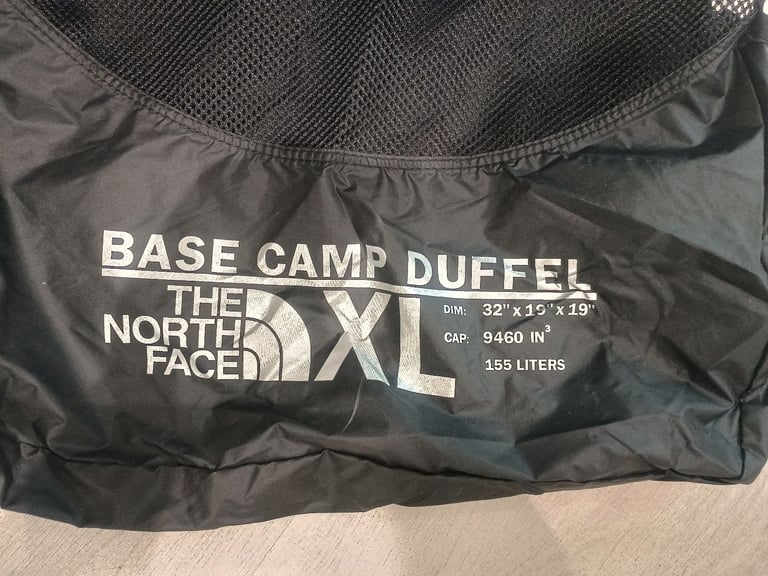 BASE CAMP DUFFEL
THE
NORTH
FACE
XL
DIM: 32" x 19" x 19"
CAP: 9460 IN³
155 LITERS